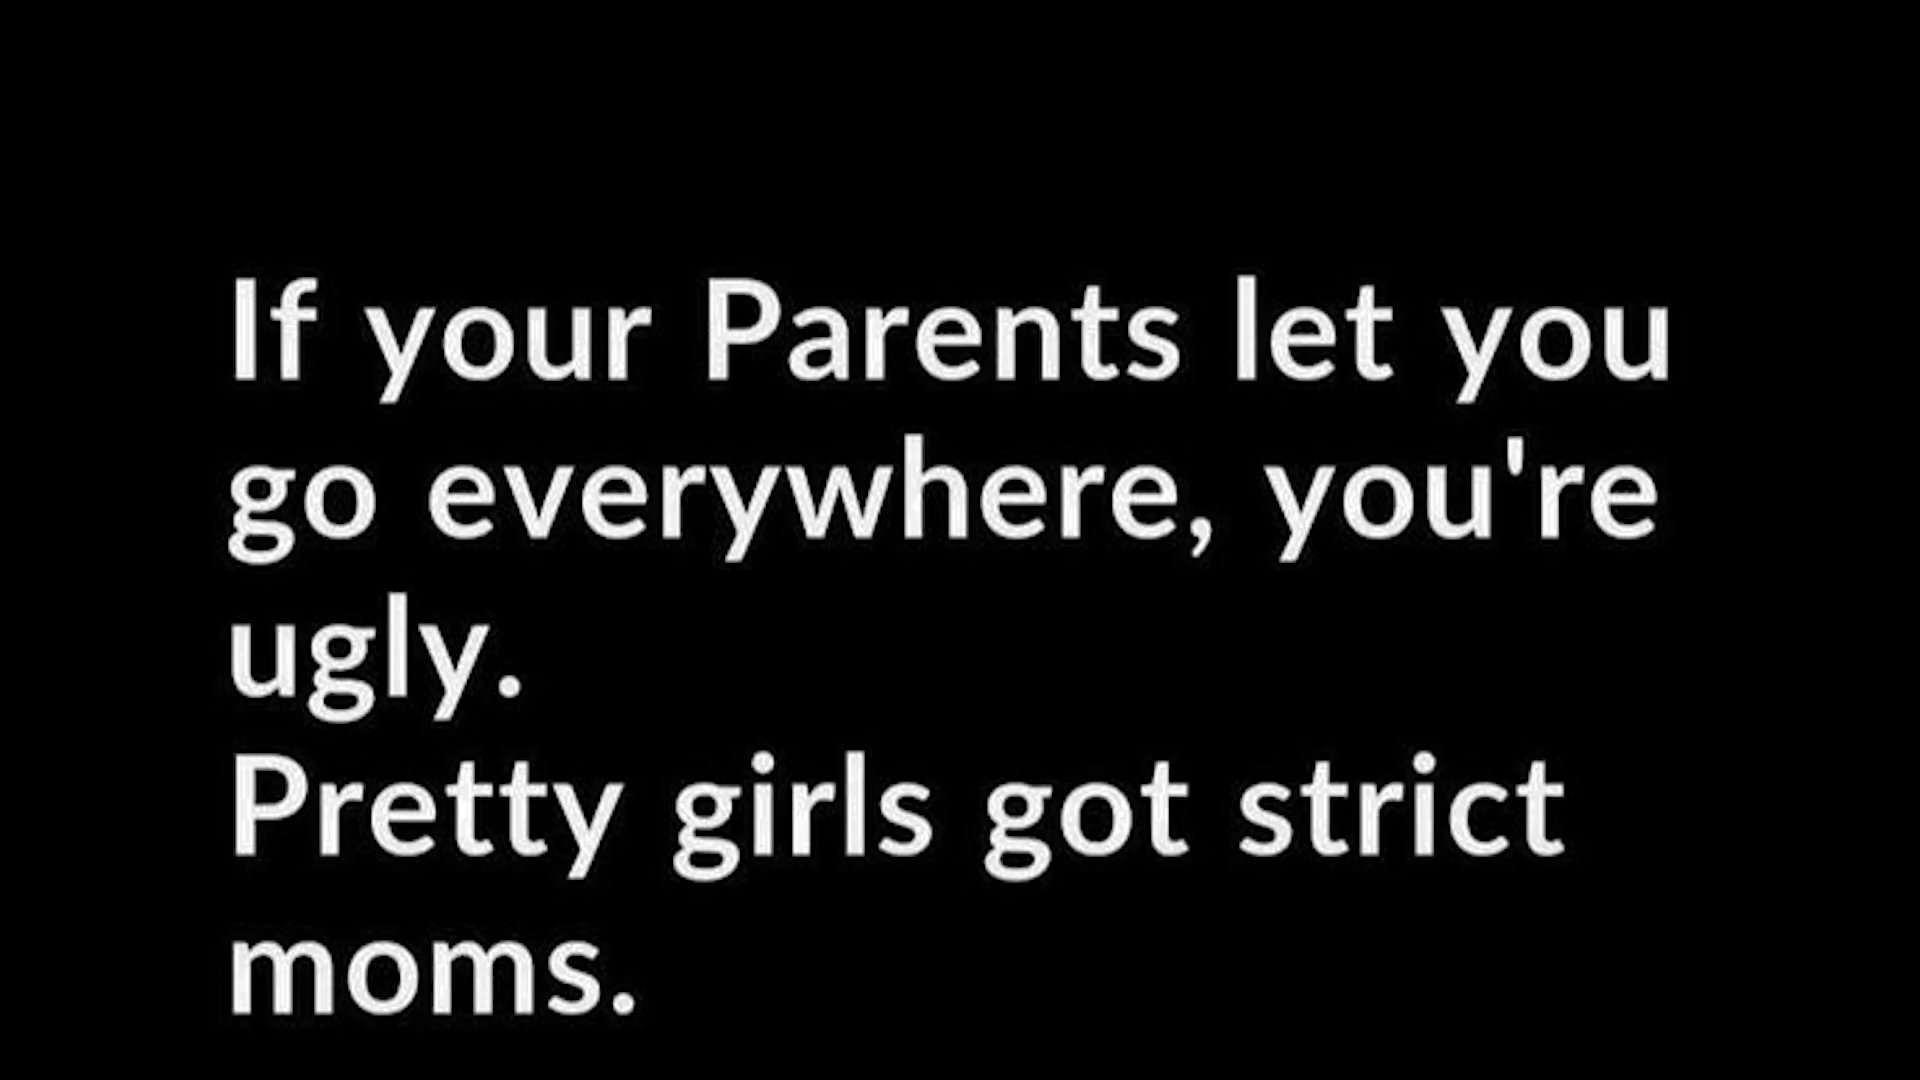 If your Parents let you
go everywhere, you're
ugly.
Pretty girls got strict
moms.